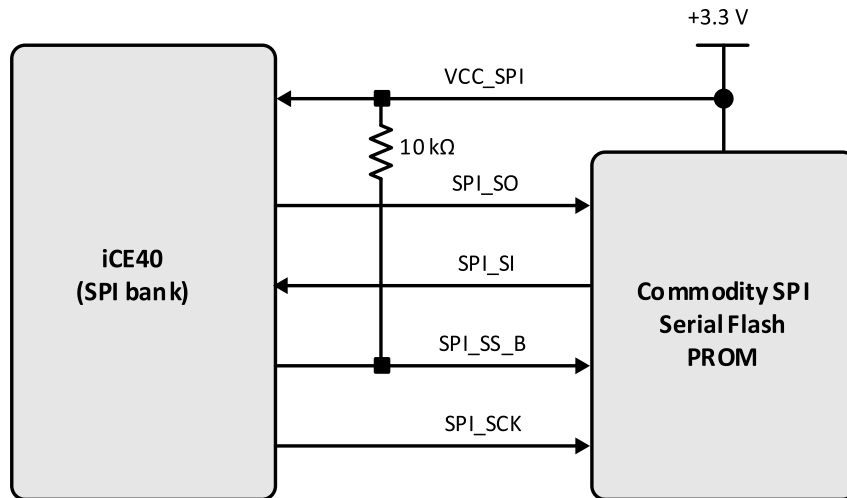 +3.3 V
VCC_SPI
10 kΩ
SPI_SO
iCE40
(SPI bank)
SPI_SI
Commodity SPI
Serial Flash
PROM
SPI_SS_B
SPI_SCK